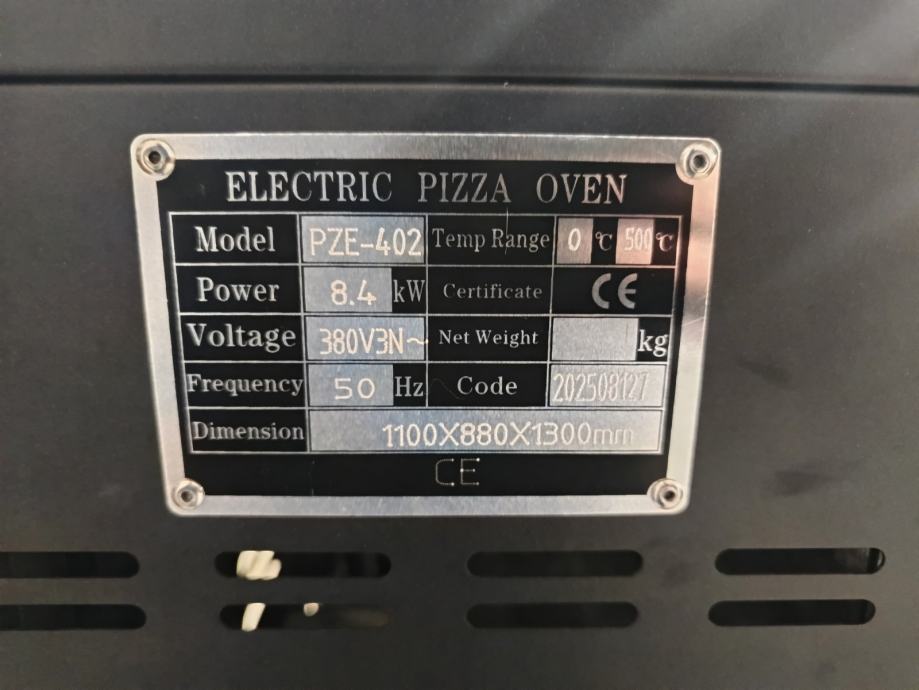 ELECTRIC PIZZA OVEN
Model PZE-402 Temp Range 0 ℃ 500℃
Power 8.4 kW Certificate CE
Voltage 380V3N~ Net Weight kg
Frequency 50 Hz Code 202508127
Dimension 1100X880X1300mm
CE